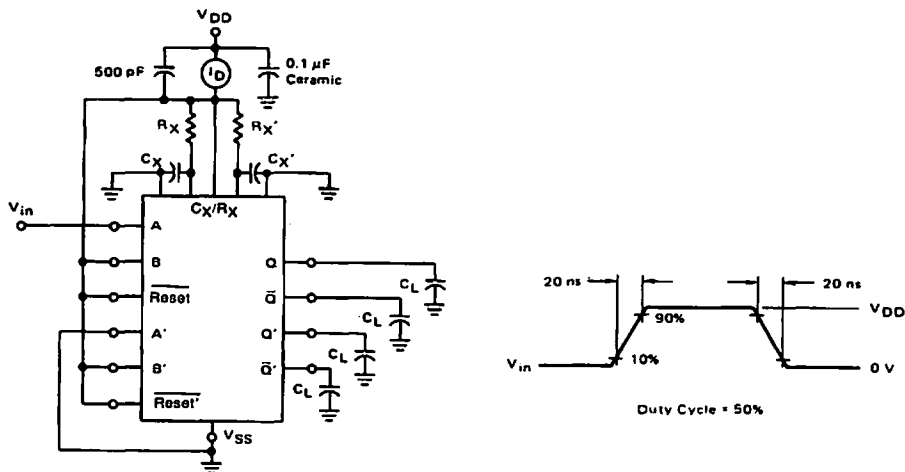 VDD
500 pF
ID
0.1 µF
Ceramic
RX
RX'
CX
CX'
Vin
CX/RX
A
B
Reset
A'
B'
Reset'
Q
Q̅
Q'
Q̅'
CL
CL
CL
CL
VSS
20 ns
20 ns
VDD
90%
10%
Vin
0 V
Duty Cycle = 50%